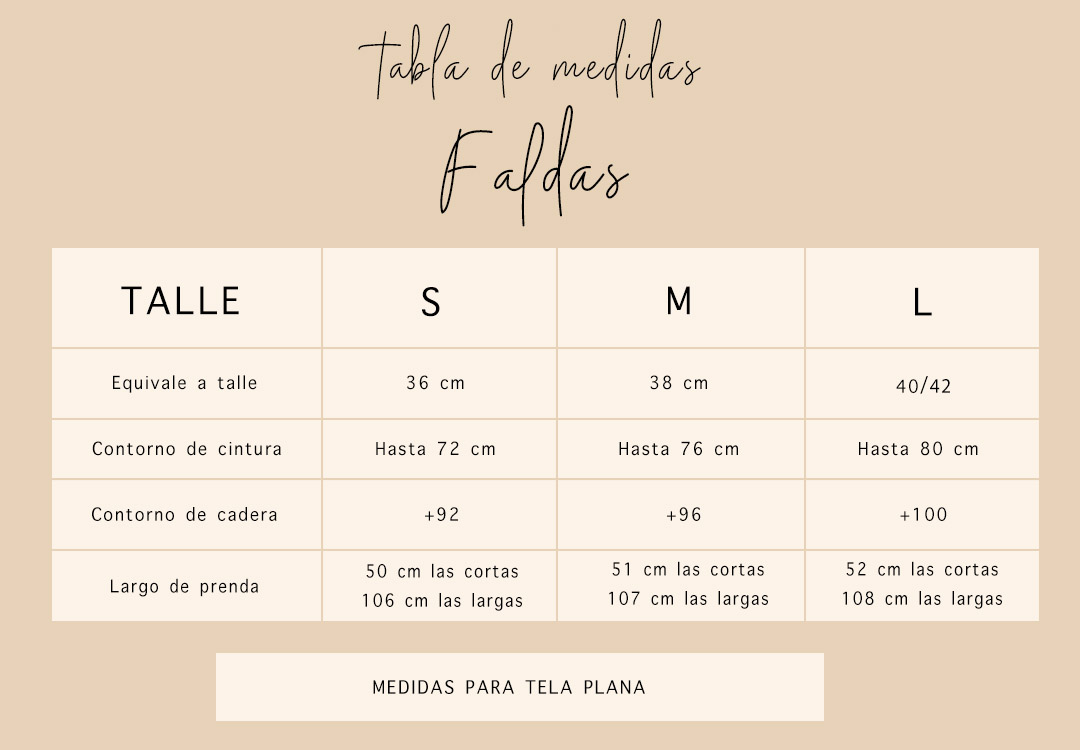 Tabla de medidas
Faldas
TALLE S M L
Equivale a talle 36 cm 38 cm 40/42
Contorno de cintura Hasta 72 cm Hasta 76 cm Hasta 80 cm
Contorno de cadera +92 +96 +100
Largo de prenda
50 cm las cortas 51 cm las cortas 52 cm las cortas
106 cm las largas 107 cm las largas 108 cm las largas
MEDIDAS PARA TELA PLANA